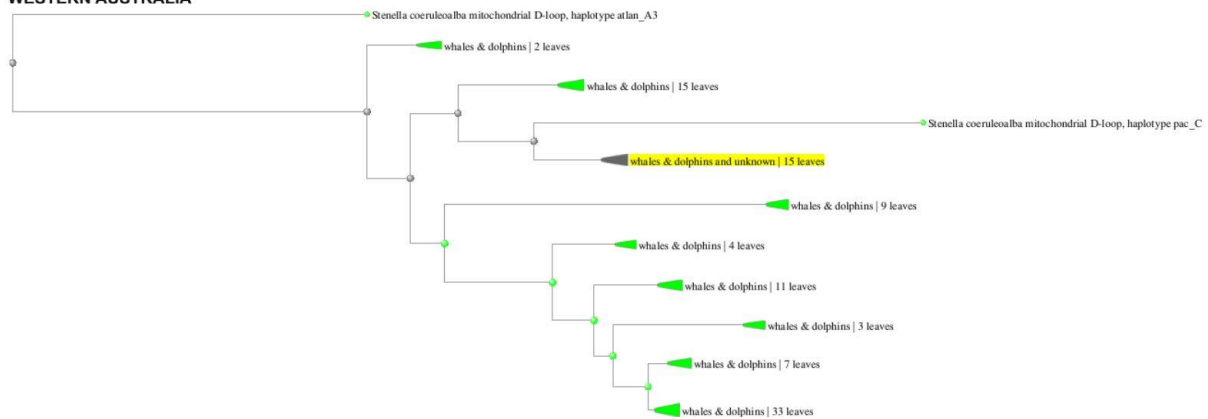 WESTERN AUSTRALIA
Stenella coeruleoalba mitochondrial D-loop, haplotype atlan_A3
whales & dolphins | 2 leaves
whales & dolphins | 15 leaves
Stenella coeruleoalba mitochondrial D-loop, haplotype pac_C
whales & dolphins and unknown | 15 leaves
whales & dolphins | 9 leaves
whales & dolphins | 4 leaves
whales & dolphins | 11 leaves
whales & dolphins | 3 leaves
whales & dolphins | 7 leaves
whales & dolphins | 33 leaves